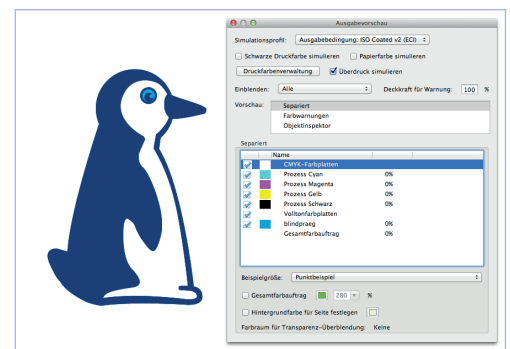 Ausgabevorschau
Simulationsprofil: Ausgabebedingung: ISO Coated v2 (ECI)
Schwarze Druckfarbe simulieren Papierfarbe simulieren
Druckfarbenverwaltung Überdruck simulieren
Einblenden: Alle Deckkraft für Warnung: 100 %
Vorschau: Separiert
Farbwarnungen
Objektinspektor
Separiert
Name
CMYK-Farbplatten
Prozess Cyan 0%
Prozess Magenta 0%
Prozess Gelb 0%
Prozess Schwarz 0%
Volltonfarbplatten
blindpraeg 0%
Gesamtfarbauftrag 0%
Beispielgröße: Punktbeispiel
Gesamtfarbauftrag 280 %
Hintergrundfarbe für Seite festlegen
Farbraum für Transparenz-Überblendung: Keine